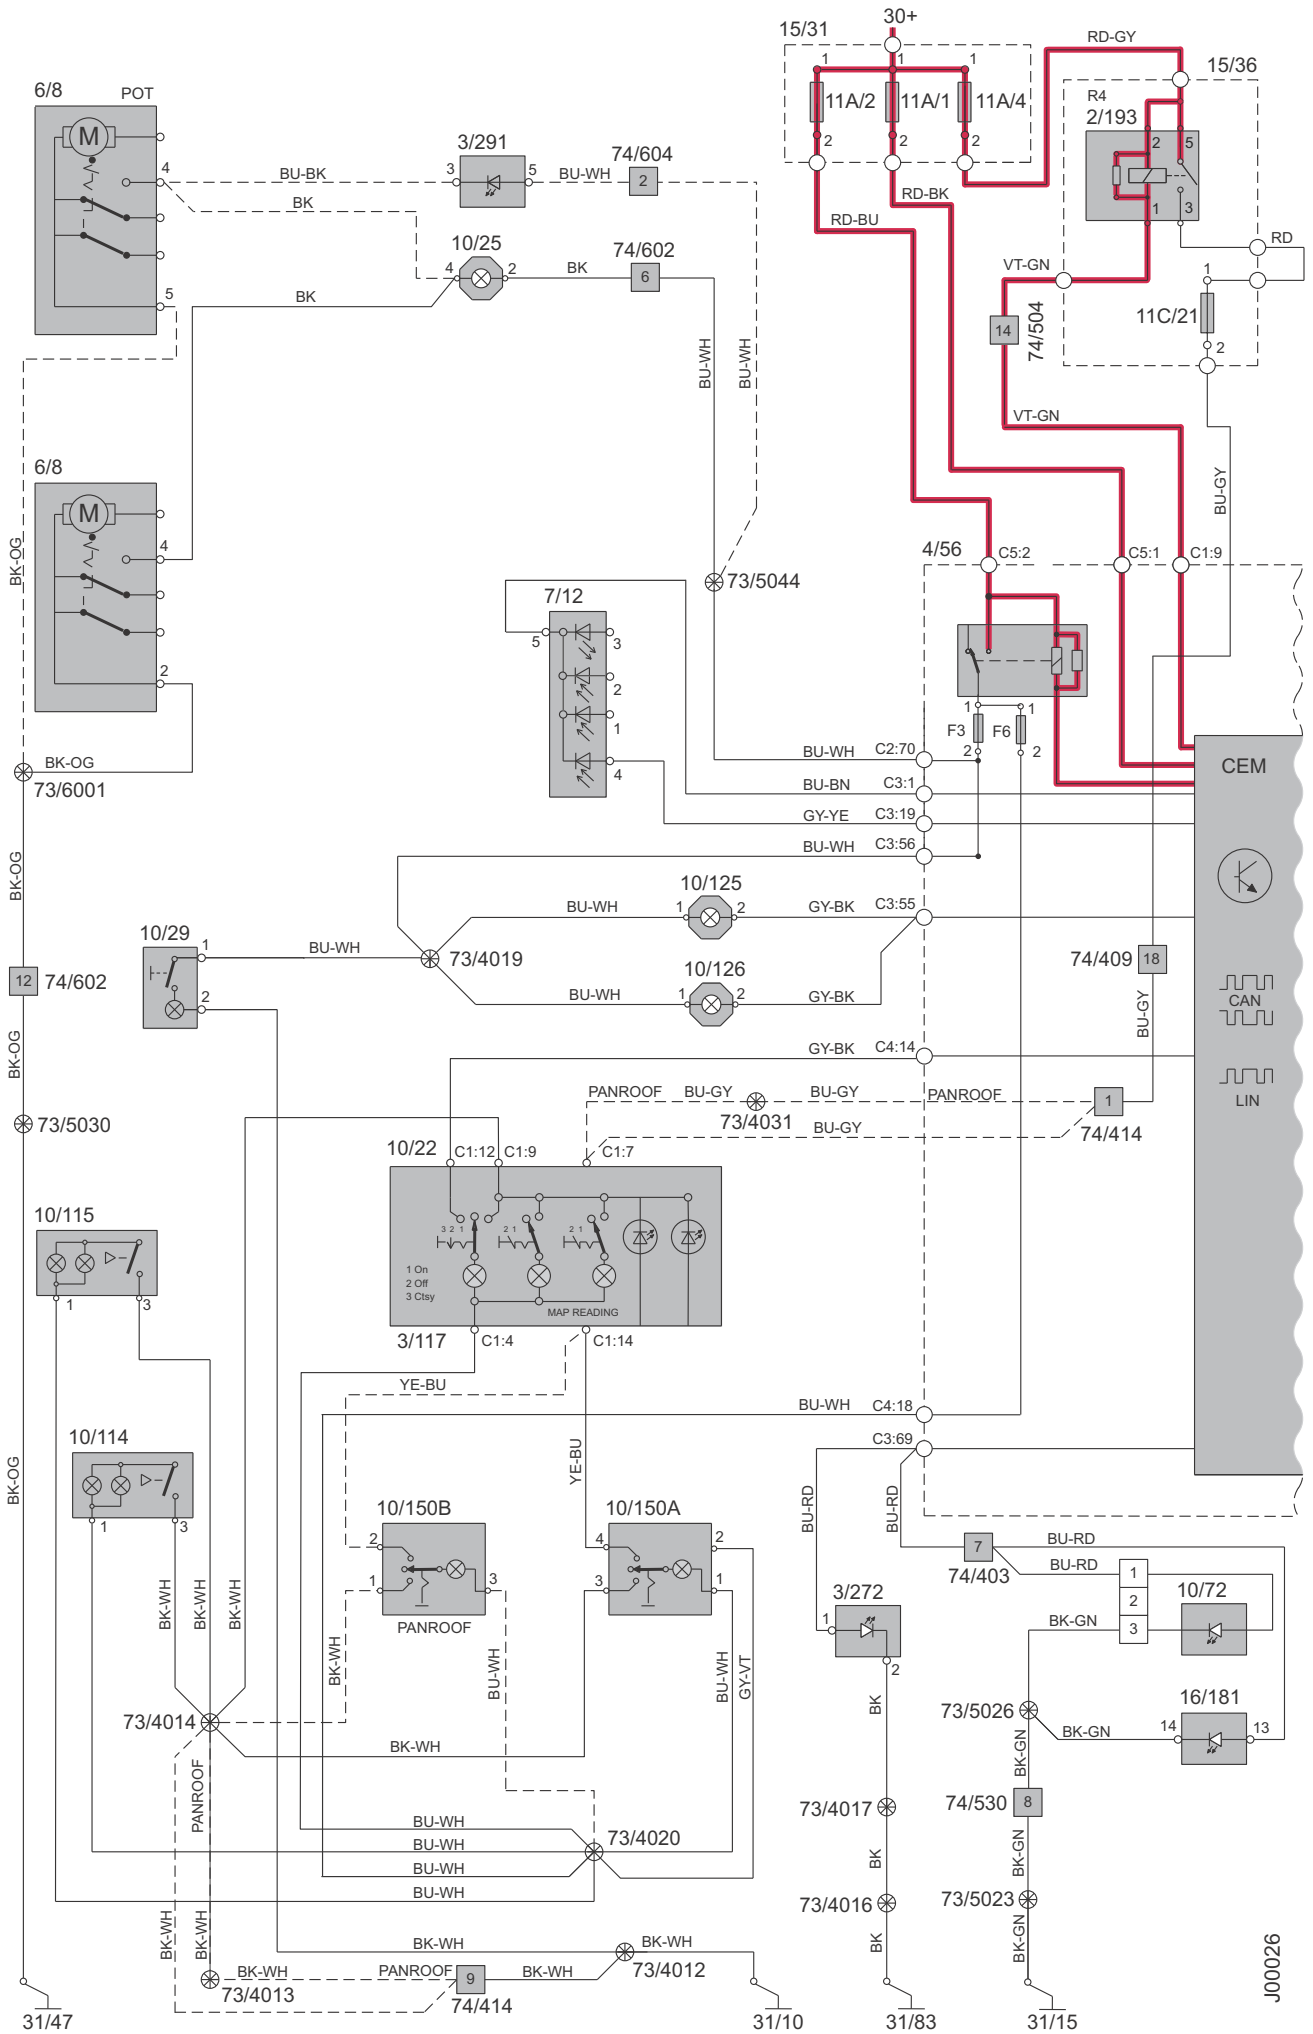 30+
15/31
RD-GY
15/36
1 1 1
11A/2 11A/1 11A/4
2 2 2
R4
2/193
2 5
1 3
RD
6/8 POT
M
4
5
BU-BK
BK
3/291
3 5
BU-WH
74/604
2
10/25
4 2
BK
74/602
6
BK
RD-BK
RD-BU
VT-GN
14
74/504
1
11C/21
2
VT-GN
BU-GY
BU-WH
BU-WH
6/8
M
4
2
BK-OG
BK-OG
73/6001
73/5044
4/56
C5:2 C5:1 C1:9
7/12
5 3
2
1
4
1 1
F3 F6
2 2
CEM
CAN
LIN
BU-WH C2:70
BU-BN C3:1
GY-YE C3:19
BU-WH C3:56
BK-OG
10/125
BU-WH 1 2 GY-BK C3:55
10/29
1
2
BU-WH
73/4019
12
74/602
10/126
BU-WH 1 2 GY-BK
74/409
18
BK-OG
BU-GY
GY-BK C4:14
73/5030
PANROOF BU-GY BU-GY PANROOF
73/4031
1
74/414
BU-GY
10/22 C1:12 C1:9 C1:7
3 2 1 2 1 2 1
1 On
2 Off
3 Ctsy
MAP READING
3/117 C1:4 C1:14
10/115
1 3
YE-BU
BU-WH C4:18
C3:69
YE-BU
10/114
1 3
BK-OG
BU-RD
BU-RD
10/150B
2
1 3
PANROOF
10/150A
4 2
3 1
7
74/403
BU-RD
BU-RD
1
2
3
10/72
BK-GN
3/272
1
2
BK-WH
BK-WH
BK-WH
BK-WH
BU-WH
BU-WH
GY-VT
BK
73/5026
16/181
14 13
BK-GN
BK-GN
73/4014
BK-WH
PANROOF
74/530
8
73/4017
BU-WH
BU-WH
BU-WH
BU-WH
73/4020
BK
BK-GN
73/4016
73/5023
BK-WH
BK-WH
BK-WH
BK-WH
73/4012
BK
BK-GN
BK-WH PANROOF
9
BK-WH
73/4013
74/414
31/47
31/10
31/83
31/15
J00026